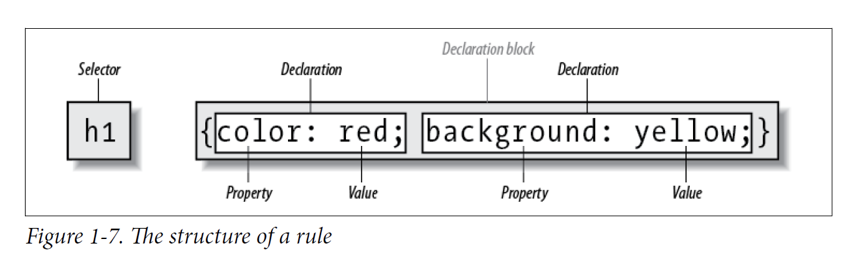 Declaration block
Selector Declaration Declaration
h1 {color: red; background: yellow;}
Property Value Property Value
Figure 1-7. The structure of a rule